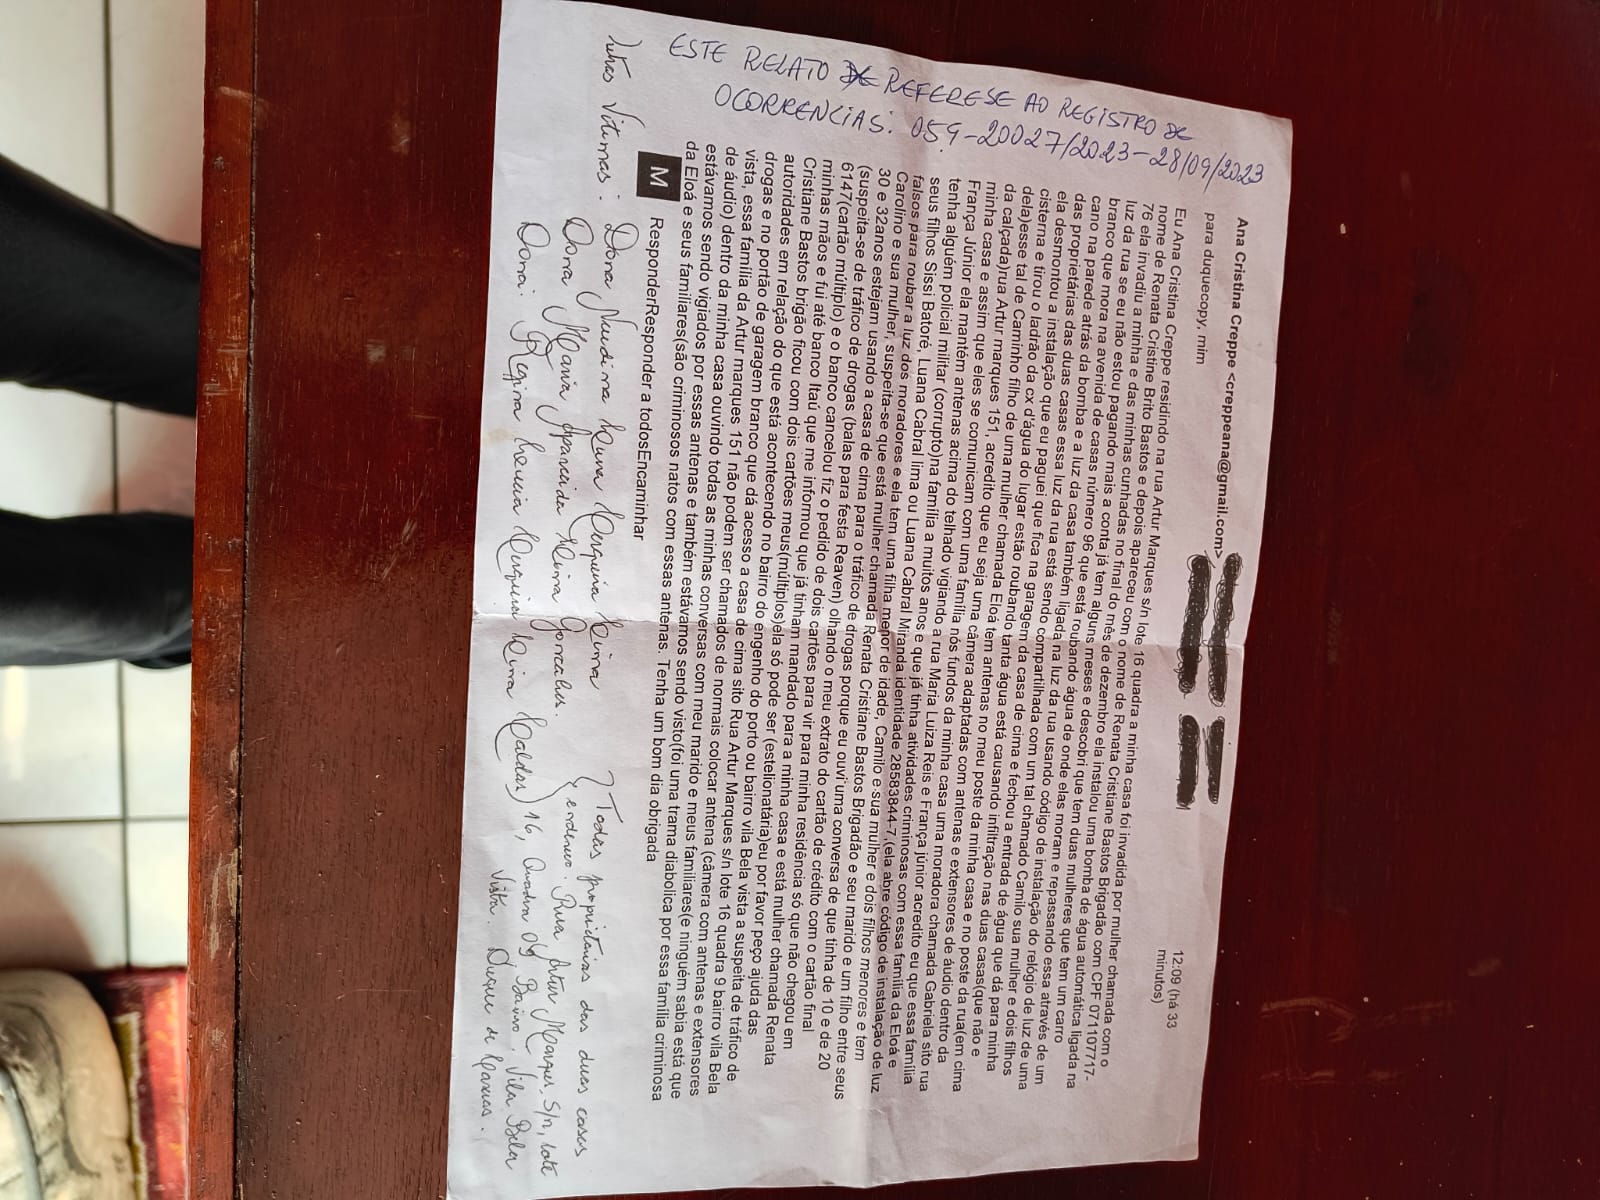 ESTE RELATO DE REFERESE AO REGISTRO DE
OCORRENCIAS: 059-20027/2023-28/09/2023
Ana Cristina Creppe <creppeana@gmail.com>
12:09 (há 33
minutos)
para duquecopy, mim
Eu Ana Cristina Creppe residindo na rua Artur Marques s/n lote 16 quadra a minha casa foi invadida por mulher chamada com o
nome de Renata Cristine Brito Bastos e depois apareceu com o nome de Renata Cristiane Bastos Brigadão com CPF 071107717-
76 ela invadiu a minha e das minhas cunhadas no final do mês de dezembro ela instalou uma bomba de água automática ligada na
luz da rua se eu não estou pagando mais a conta já tem alguns meses e descobri que tem duas mulheres que tem um carro
branco que mora na avenida de casas número 96 que está roubando água de onde elas moram e repassando essa através de um
cano na parede atrás da bomba e a luz da casa também ligada na luz da rua usando código de instalação do relógio de luz de uma
das proprietárias das duas casas essa luz da rua está sendo compartilhada com um tal chamado Camilo sua mulher e dois filhos
ela desmontou a instalação que eu paguei que fica na garagem da casa de cima e fechou a entrada de água que dá para minha
cisterna e tirou o ladrão da cx d'água do lugar estão roubando tanta água está causando infiltração nas duas casas(que não e
dela)esse tal de Caminho filho de uma mulher chamada Eloá tem antenas no meu poste da minha casa e no poste da rua(em cima
da calçada)rua Artur marques 151, acredito que eu seja uma câmera adaptadas com antenas e extensores de áudio dentro da
minha casa e assim que eles se comunicam com uma família nós fundos da minha casa uma moradora chamada Gabriela sito rua
França Júnior ela mantém antenas acima do telhado vigiando a rua Maria Luiza Reis e França júnior acredito eu que essa família
tenha alguém policial militar (corrupto)na família a muitos anos e que já tinha atividades criminosas com essa família da Eloá e
seus filhos Sissi Batoré, Luana Cabral lima ou Luana Cabral Miranda identidade 28583844-7,(ela abre código de instalação de luz
falsos para roubar a luz dos moradores e ela tem uma filha menor de idade, Camilo e sua mulher e dois filhos menores e tem
Carolino e sua mulher, suspeita-se que está mulher chamada Renata Cristiane Bastos Brigadão e seu marido e um filho entre seus
30 e 32anos estejam usando a casa de cima para o tráfico de drogas porque eu ouvi uma conversa de que tinha de 10 e de 20
(suspeita-se de tráfico de drogas (balas para festa Reaven) olhando o meu extrato do cartão de crédito com o cartão final
6147(cartão múltiplo) e o banco cancelou fiz o pedido de dois cartões para vir para minha residência só que não chegou em
minhas mãos e fui até banco Itaú que me informou que já tinham mandado para a minha casa e está mulher chamada Renata
Cristiane Bastos brigão ficou com dois cartões meus(múltiplos)ela só pode ser (estelionatária)eu por favor peço ajuda das
autoridades em relação do que está acontecendo no bairro do engenho do porto ou bairro vila Bela vista a suspeita de tráfico de
drogas e no portão de garagem branco que dá acesso a casa de cima sito Rua Artur Marques s/n lote 16 quadra 9 bairro vila Bela
vista, essa família da Artur marques 151 não podem ser chamados de normais colocar antena (câmera com antenas e extensores
de áudio) dentro da minha casa ouvindo todas as minhas conversas com meu marido e meus familiares(e ninguém sabia está que
estávamos sendo vigiados por essas antenas e também estávamos sendo visto(foi uma trama diabolica por essa família criminosa
da Eloá e seus familiares(são criminosos natos com essas antenas. Tenha um bom dia obrigada
M
ResponderResponder a todosEncaminhar
Dona Maria Aparecida Lima Gonçalves.
Todas proprietarias das duas casas
endereço: Rua Artur Marques, S/n, lote
16, Quadra 09 Bairro, Vila Bela
Vista. Duque de Caxias.